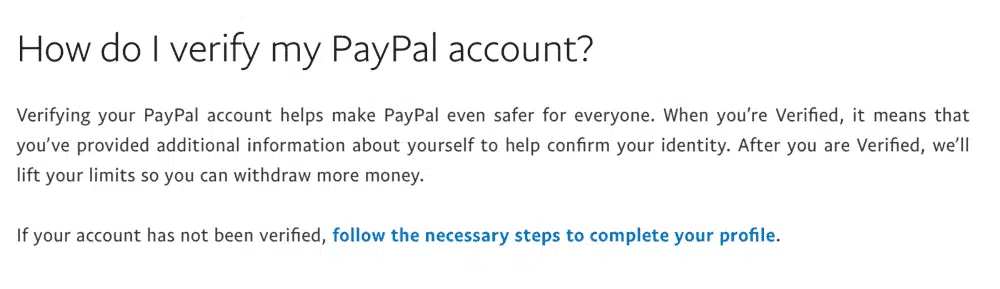 How do I verify my PayPal account?
Verifying your PayPal account helps make PayPal even safer for everyone. When you’re Verified, it means that
you’ve provided additional information about yourself to help confirm your identity. After you are Verified, we’ll
lift your limits so you can withdraw more money.
If your account has not been verified, follow the necessary steps to complete your profile.